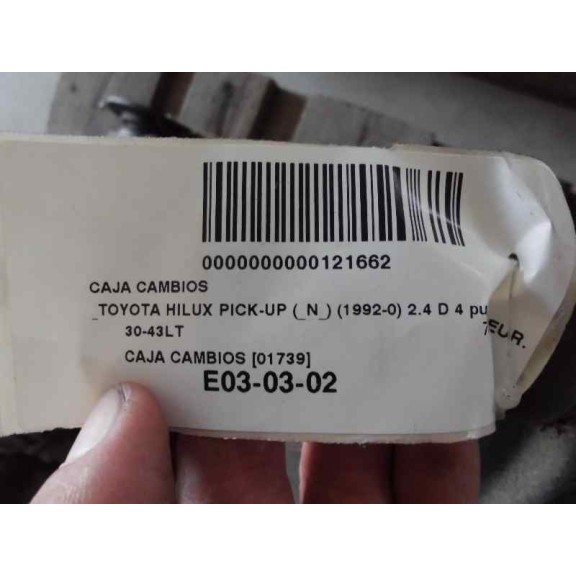 0000000000121662
CAJA CAMBIOS
_TOYOTA HILUX PICK-UP (_N_) (1992-0) 2.4 D 4 pu
30-43LT
CAJA CAMBIOS [01739]
E03-03-02